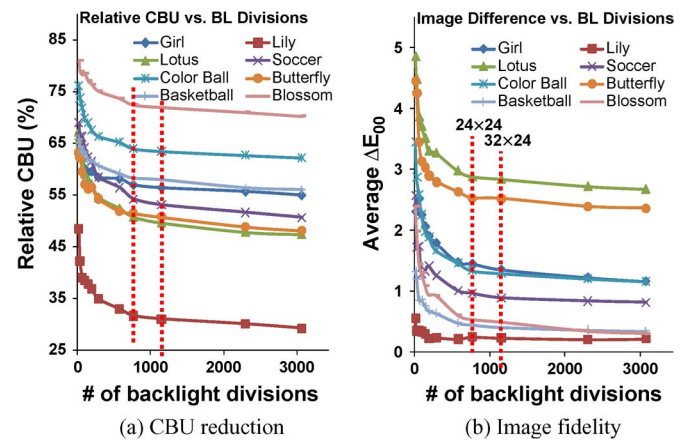 Relative CBU vs. BL Divisions
Girl
Lily
Lotus
Soccer
Color Ball
Butterfly
Basketball
Blossom
Relative CBU (%)
85
75
65
55
45
35
25
0
1000
2000
3000
# of backlight divisions
(a) CBU reduction
Image Difference vs. BL Divisions
Girl
Lily
Lotus
Soccer
Color Ball
Butterfly
Basketball
Blossom
24×24
32×24
Average ΔE00
5
4
3
2
1
0
0
1000
2000
3000
# of backlight divisions
(b) Image fidelity